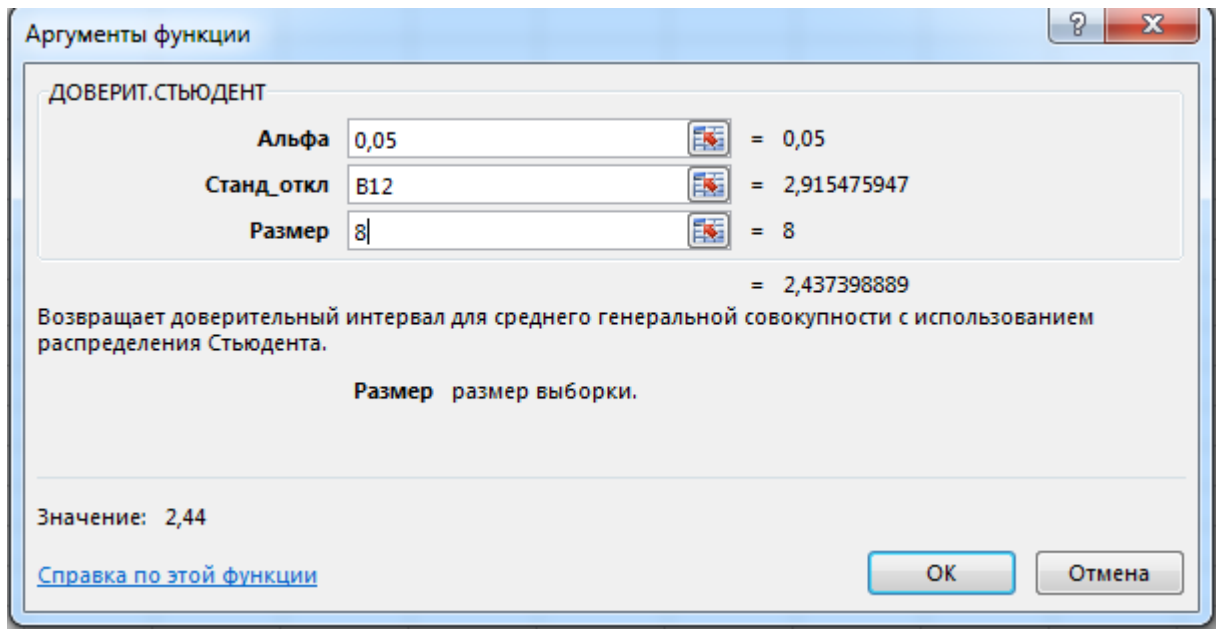 Аргументы функции
ДОВЕРИТ.СТЬЮДЕНТ
Альфа 0,05 = 0,05
Станд_откл B12 = 2,915475947
Размер 8 = 8
= 2,437398889
Возвращает доверительный интервал для среднего генеральной совокупности с использованием
распределения Стьюдента.
Размер размер выборки.
Значение: 2,44
Справка по этой функции
ОК Отмена